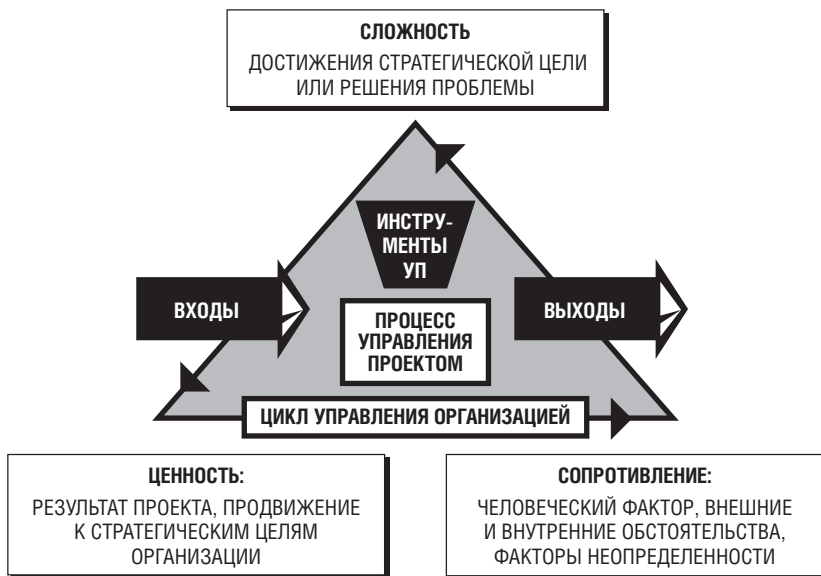 СЛОЖНОСТЬ
ДОСТИЖЕНИЯ СТРАТЕГИЧЕСКОЙ ЦЕЛИ
ИЛИ РЕШЕНИЯ ПРОБЛЕМЫ
ИНСТРУ-
МЕНТЫ
УП
ВХОДЫ
ВЫХОДЫ
ПРОЦЕСС
УПРАВЛЕНИЯ
ПРОЕКТОМ
ЦИКЛ УПРАВЛЕНИЯ ОРГАНИЗАЦИЕЙ
ЦЕННОСТЬ:
РЕЗУЛЬТАТ ПРОЕКТА, ПРОДВИЖЕНИЕ
К СТРАТЕГИЧЕСКИМ ЦЕЛЯМ
ОРГАНИЗАЦИИ
СОПРОТИВЛЕНИЕ:
ЧЕЛОВЕЧЕСКИЙ ФАКТОР, ВНЕШНИЕ
И ВНУТРЕННИЕ ОБСТОЯТЕЛЬСТВА,
ФАКТОРЫ НЕОПРЕДЕЛЕННОСТИ